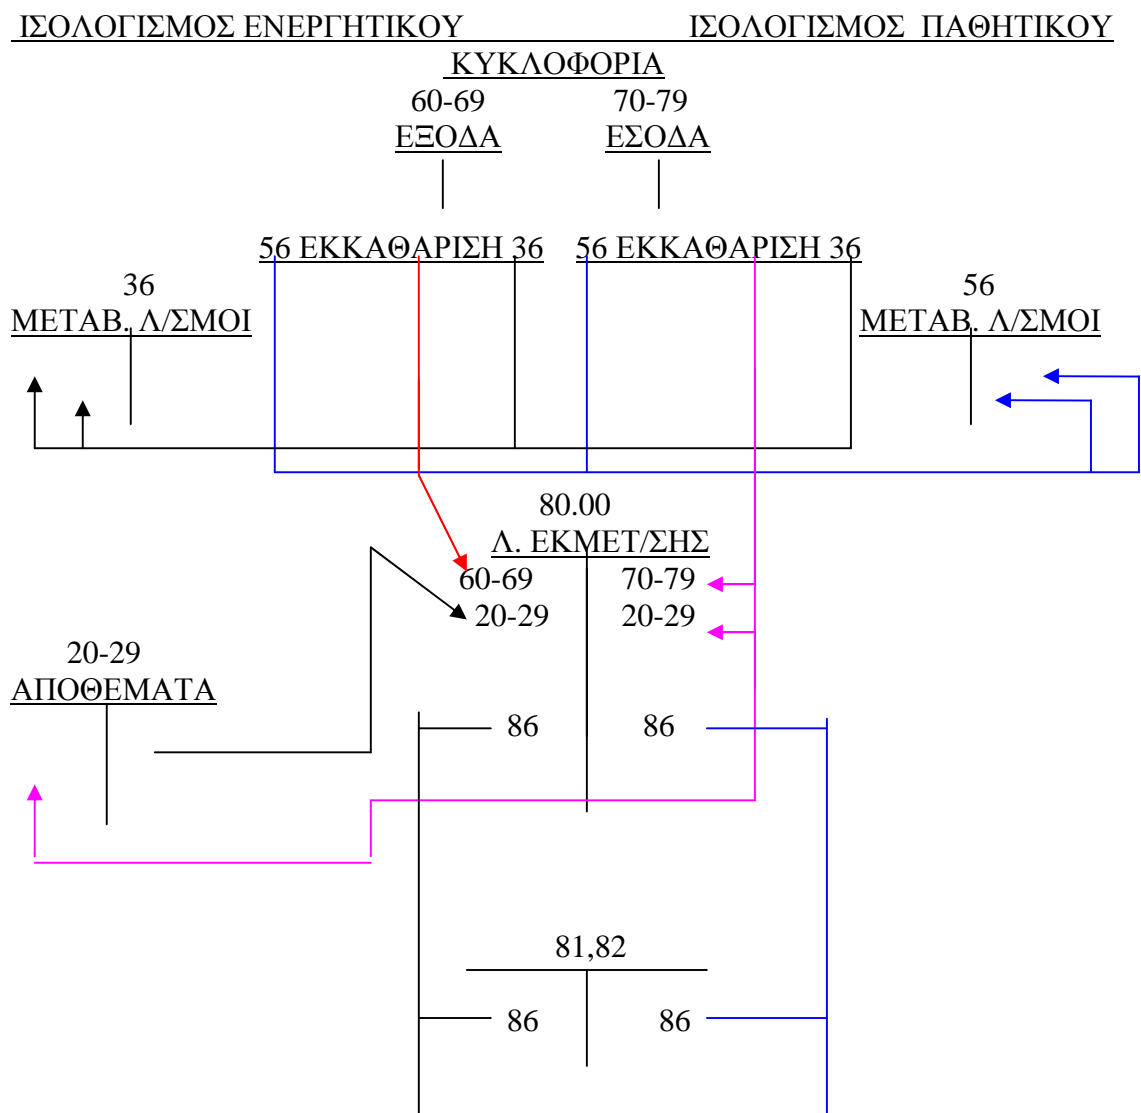 ΙΣΟΛΟΓΙΣΜΟΣ ΕΝΕΡΓΗΤΙΚΟΥ ΙΣΟΛΟΓΙΣΜΟΣ ΠΑΘΗΤΙΚΟΥ
ΚΥΚΛΟΦΟΡΙΑ
60-69 70-79
ΕΞΟΔΑ ΕΣΟΔΑ
56 ΕΚΚΑΘΑΡΙΣΗ 36 56 ΕΚΚΑΘΑΡΙΣΗ 36
36 56
ΜΕΤΑΒ. Λ/ΣΜΟΙ ΜΕΤΑΒ. Λ/ΣΜΟΙ
80.00
Λ. ΕΚΜΕΤ/ΣΗΣ
60-69 70-79
20-29 20-29
20-29
ΑΠΟΘΕΜΑΤΑ
86 86
81,82
86 86